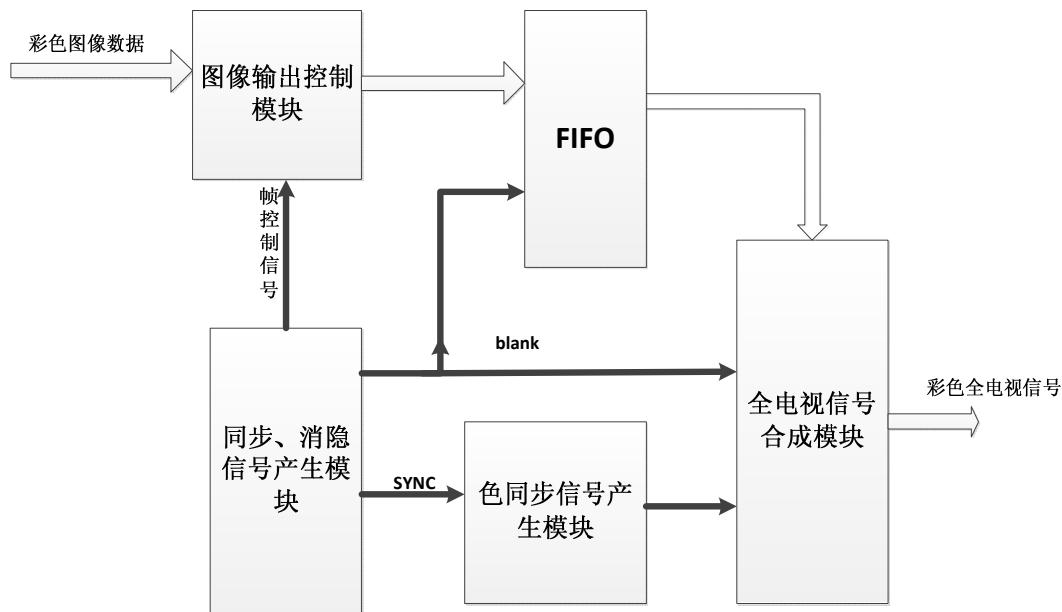 彩色图像数据
图像输出控制
模块
FIFO
帧控制信号
blank
同步、消隐
信号产生模
块
SYNC
色同步信号产
生模块
全电视信号
合成模块
彩色全电视信号